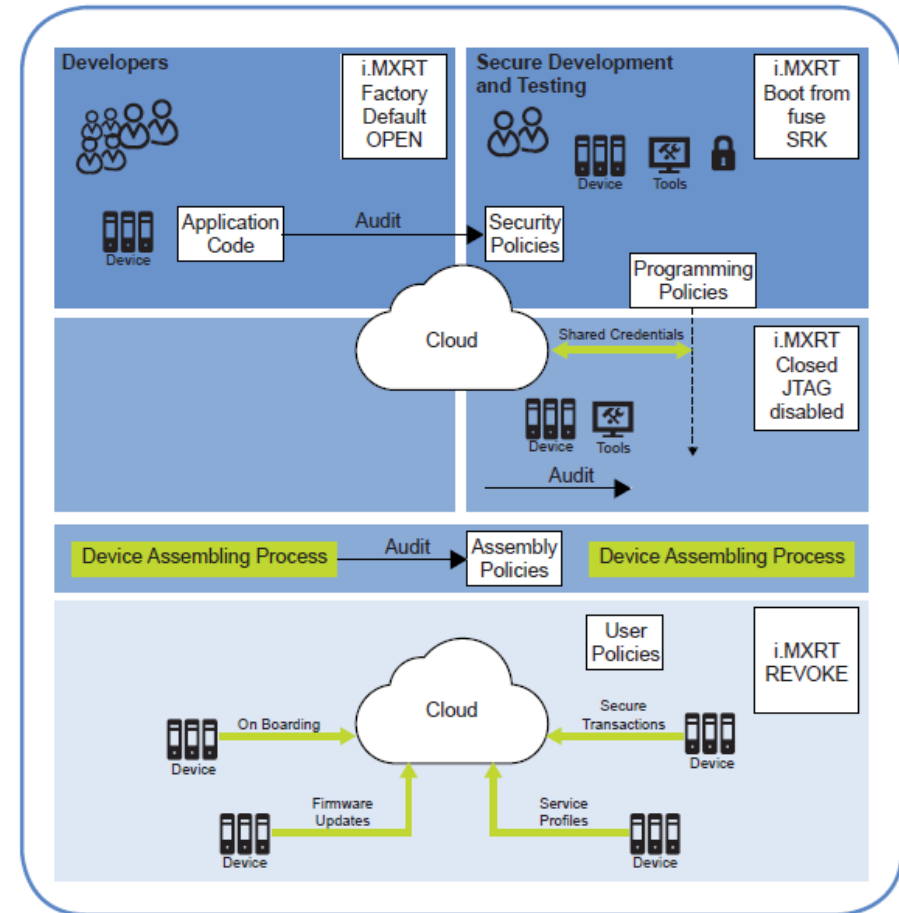 Developers
i.MXRT
Factory
Default
OPEN
Device
Application
Code
Audit
Secure Development
and Testing
i.MXRT
Boot from
fuse
SRK
Device
Tools
Security
Policies
Programming
Policies
Cloud
Shared Credentials
i.MXRT
Closed
JTAG
disabled
Device
Tools
Audit
Device Assembling Process
Audit
Assembly
Policies
Device Assembling Process
User
Policies
i.MXRT
REVOKE
Cloud
On Boarding
Device
Secure
Transactions
Device
Firmware
Updates
Device
Service
Profiles
Device